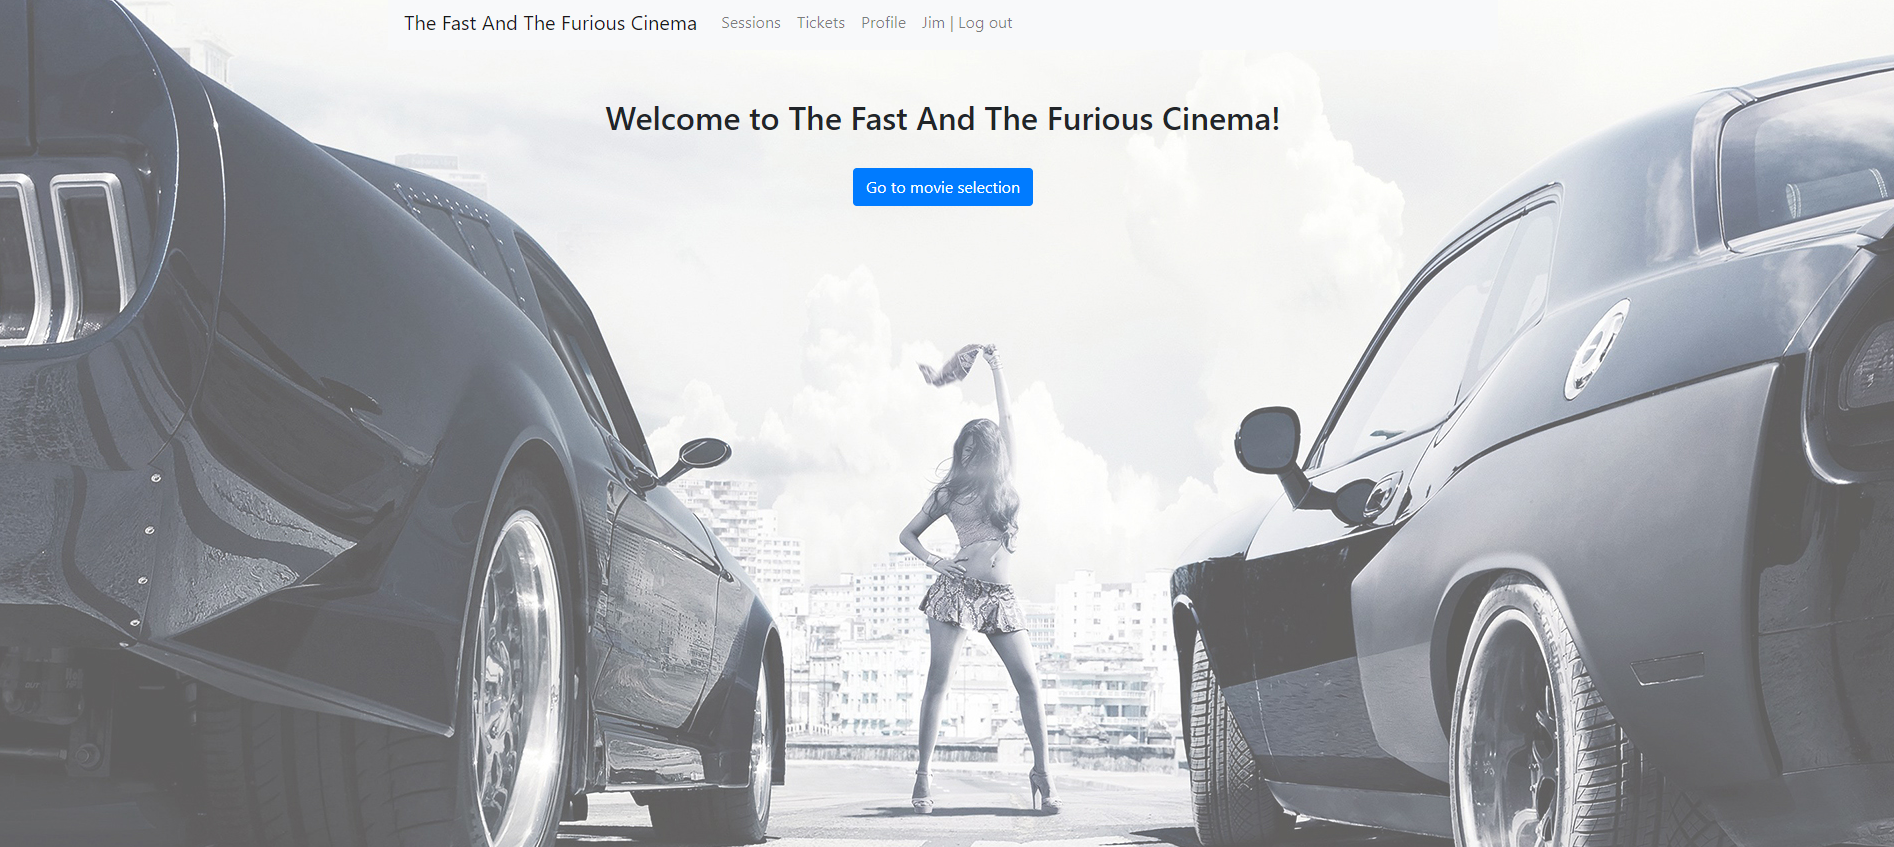 The Fast And The Furious Cinema Sessions Tickets Profile Jim | Log out
Welcome to The Fast And The Furious Cinema!
Go to movie selection